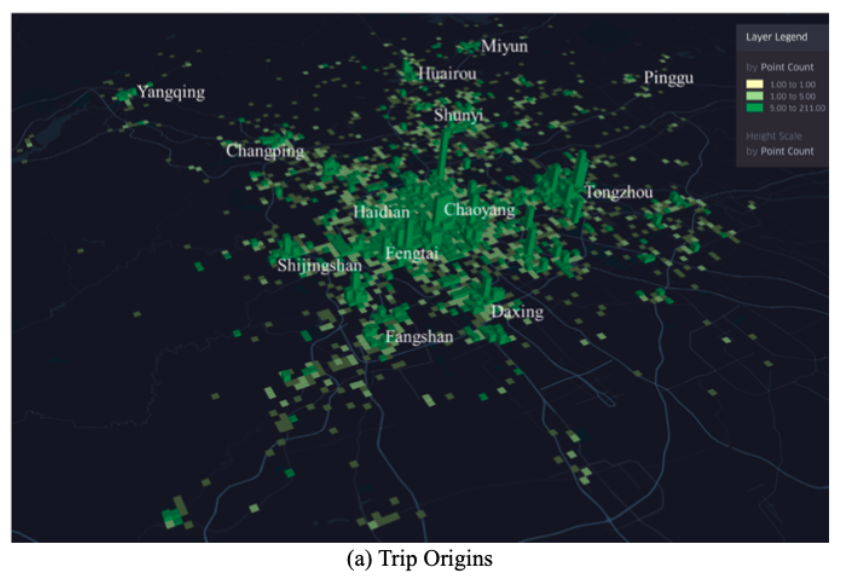 Layer Legend
by Point Count
1.00 to 1.00
1.00 to 5.00
5.00 to 211.00
Height Scale
by Point Count
Miyun
Huairou
Pinggu
Yangqing
Shunyi
Changping
Tongzhou
Haidian
Chaoyang
Fengtai
Shijingshan
Daxing
Fangshan
(a) Trip Origins